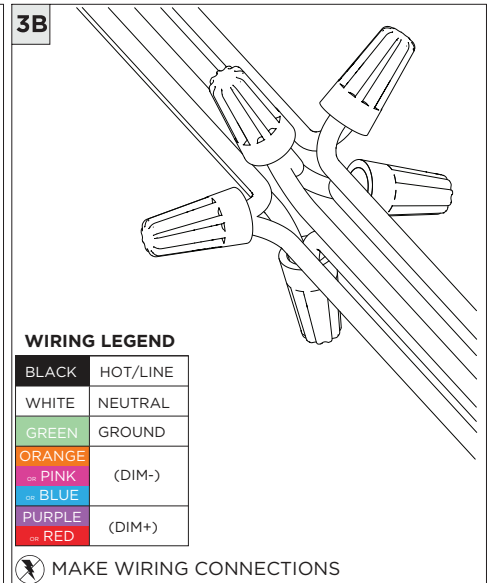 3B
WIRING LEGEND
BLACK HOT/LINE
WHITE NEUTRAL
GREEN GROUND
ORANGE
OR PINK (DIM-)
OR BLUE
PURPLE
OR RED (DIM+)
MAKE WIRING CONNECTIONS